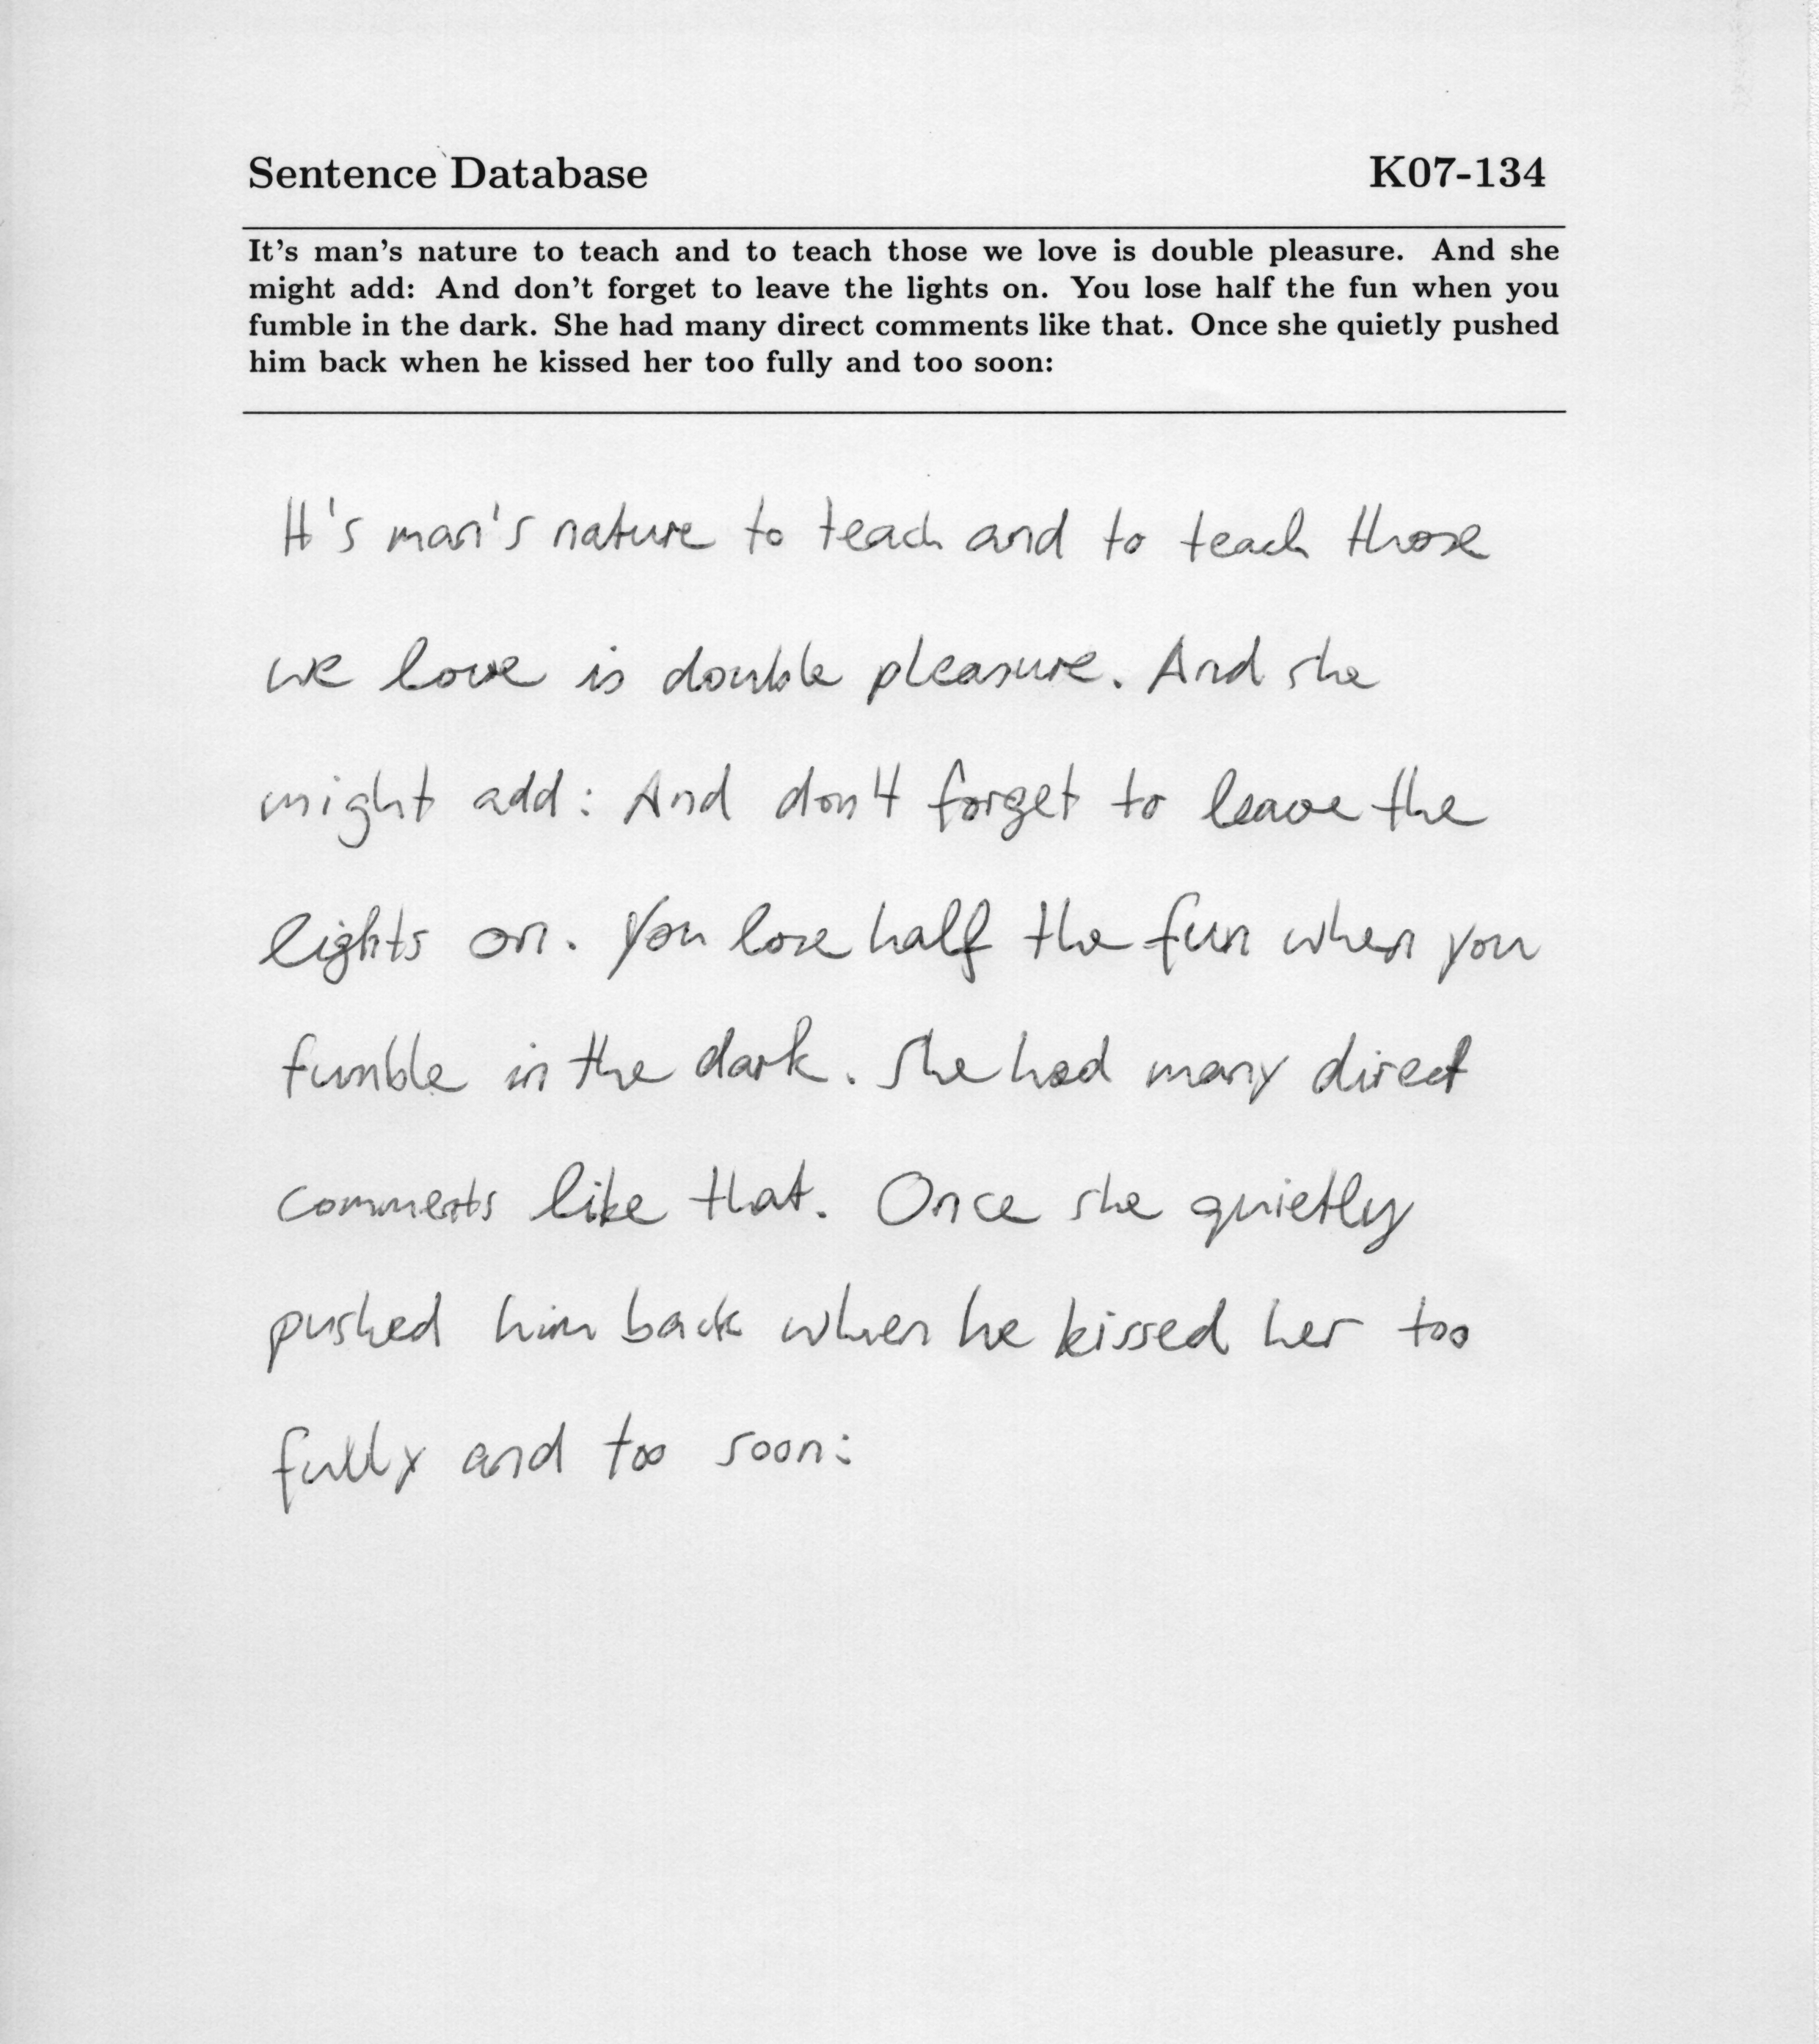 Sentence Database K07-134
It's man's nature to teach and to teach those we love is double pleasure. And she
might add: And don't forget to leave the lights on. You lose half the fun when you
fumble in the dark. She had many direct comments like that. Once she quietly pushed
him back when he kissed her too fully and too soon:
It's man's nature to teach and to teach those
we love is double pleasure. And she
might add: And don't forget to leave the
lights on. You lose half the fun when you
fumble in the dark. She had many direct
comments like that. Once she quietly
pushed him back when he kissed her too
fully and too soon: